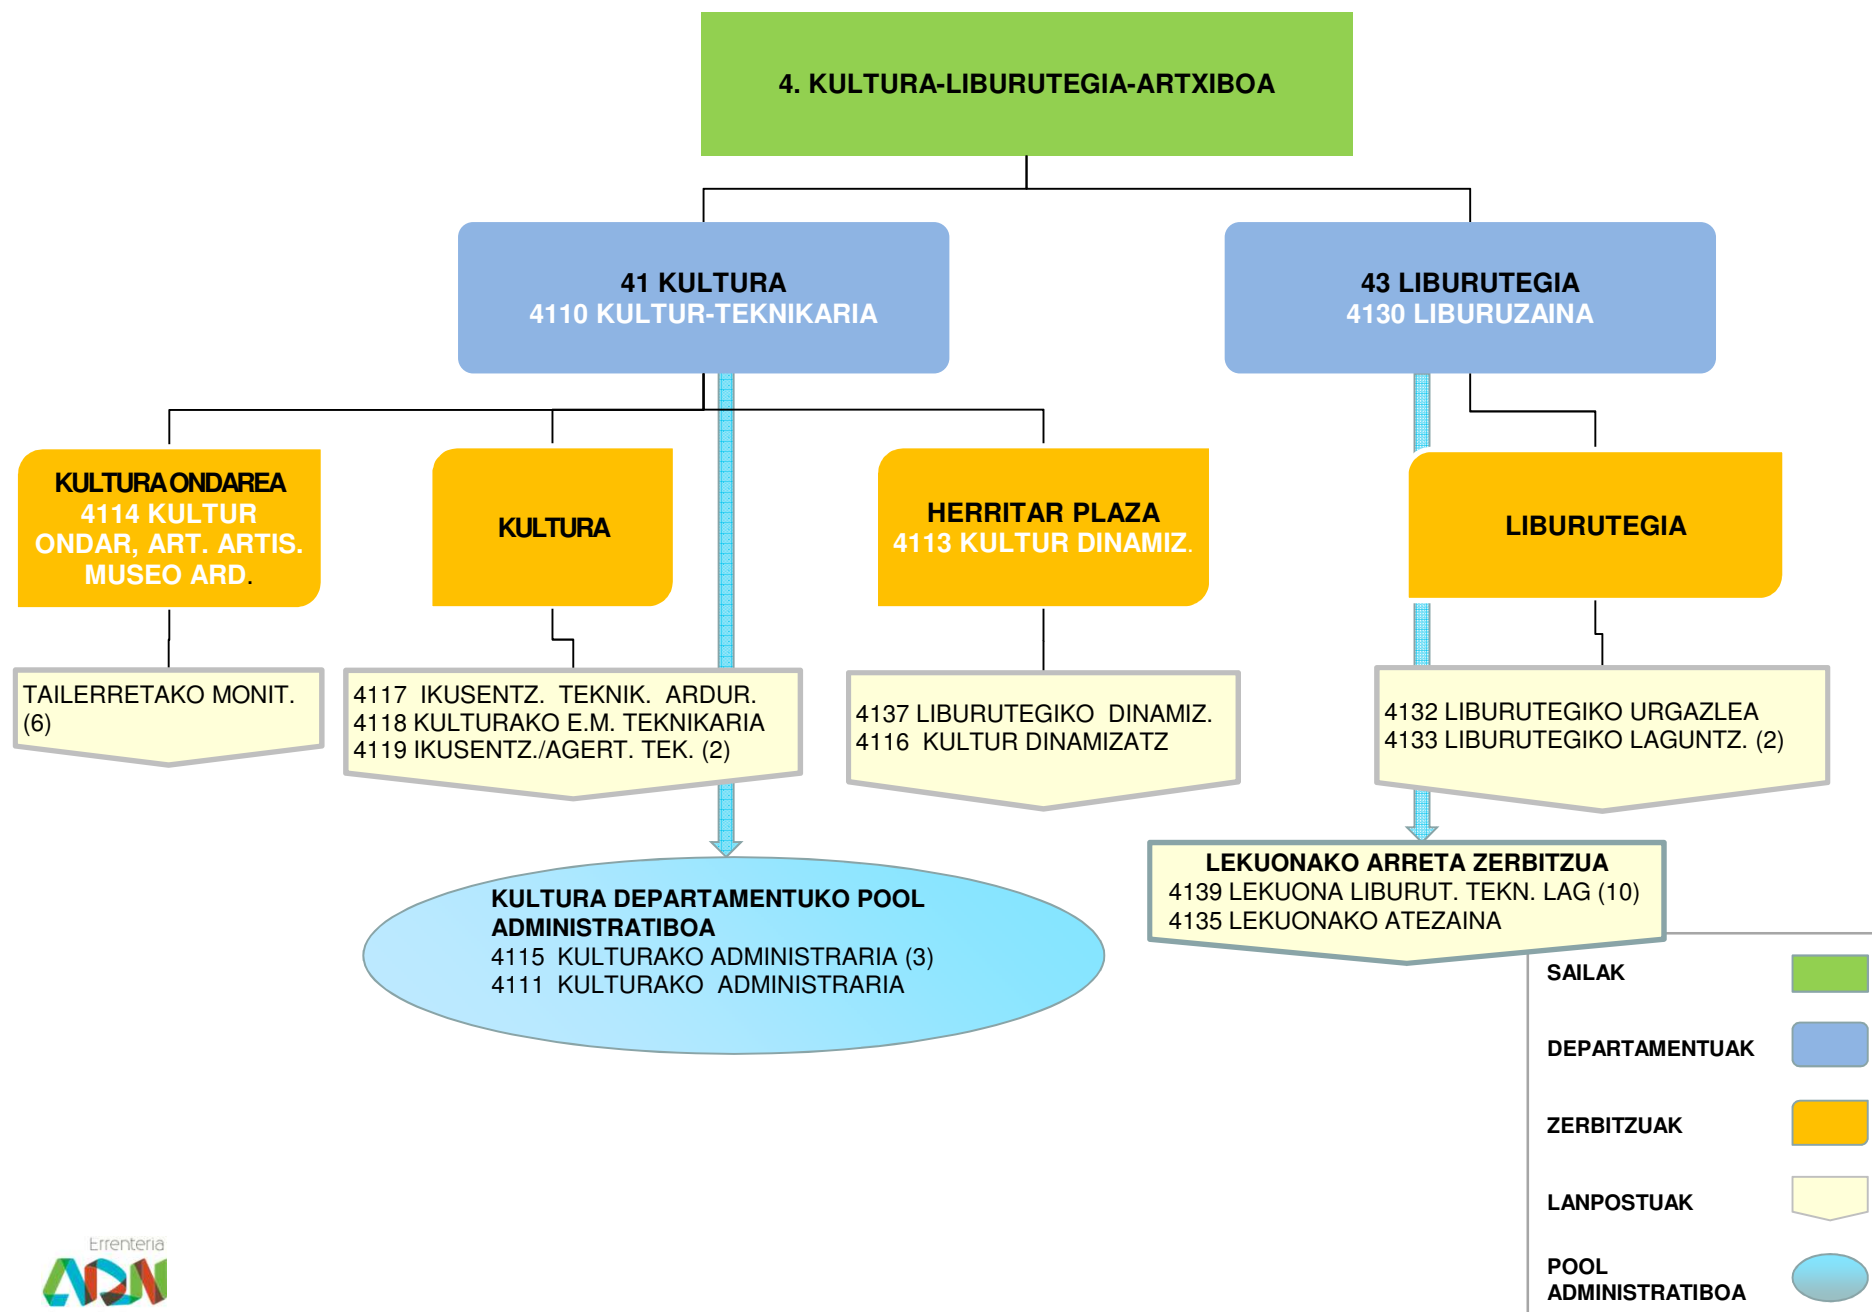 4. KULTURA-LIBURUTEGIA-ARTXIBOA
41 KULTURA
4110 KULTUR-TEKNIKARIA
43 LIBURUTEGIA
4130 LIBURUZAINA
KULTURA ONDAREA
4114 KULTUR
ONDAR, ART. ARTIS.
MUSEO ARD.
KULTURA
HERRITAR PLAZA
4113 KULTUR DINAMIZ.
LIBURUTEGIA
TAILERRETAKO MONIT.
(6)
4117 IKUSENTZ. TEKNIK. ARDUR.
4118 KULTURAKO E.M. TEKNIKARIA
4119 IKUSENTZ./AGERT. TEK. (2)
4137 LIBURUTEGIKO DINAMIZ.
4116 KULTUR DINAMIZATZ
4132 LIBURUTEGIKO URGAZLEA
4133 LIBURUTEGIKO LAGUNTZ. (2)
KULTURA DEPARTAMENTUKO POOL
ADMINISTRATIBOA
4115 KULTURAKO ADMINISTRARIA (3)
4111 KULTURAKO ADMINISTRARIA
LEKUONAKO ARRETA ZERBITZUA
4139 LEKUONA LIBURUT. TEKN. LAG (10)
4135 LEKUONAKO ATEZAINA
SAILAK
DEPARTAMENTUAK
ZERBITZUAK
LANPOSTUAK
POOL
ADMINISTRATIBOA
Errenteria
ADN